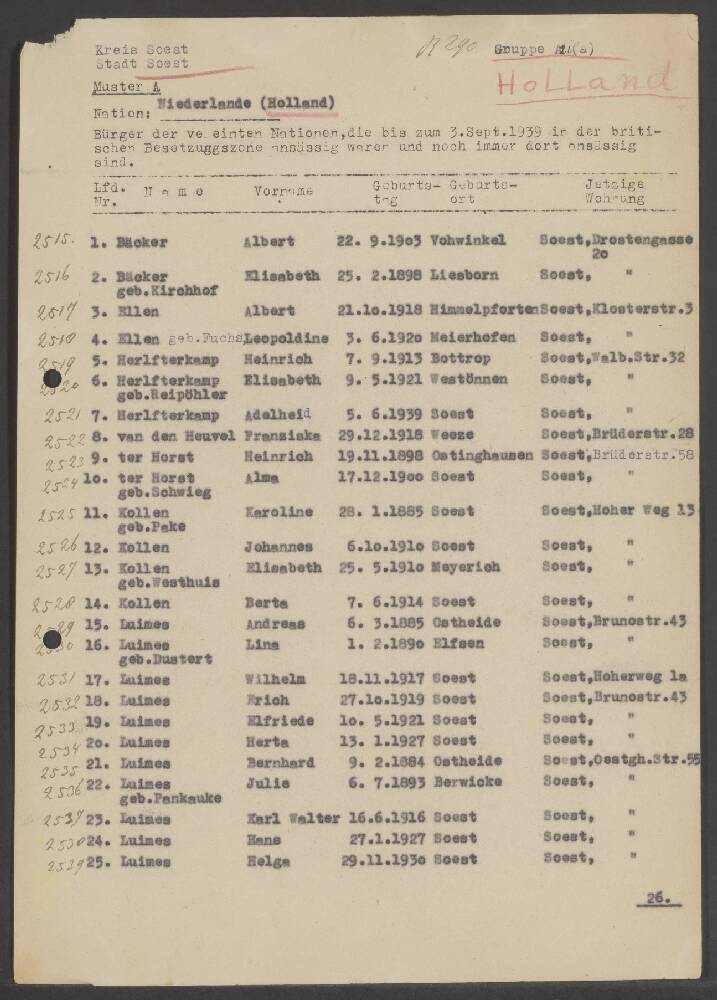 Kreis Soest
Stadt Soest
R 290
Gruppe AI(a)
HoLLand
Muster A
Nation: Niederlande (Holland)
Bürger der vereinten Nationen,die bis zum 3.Sept.1939 in der briti-
schen Besetzuggszone ansässig waren und noch immer dort ansässig
sind.
Lfd. Name Vorname Geburts- Geburts- Jetzige
Nr. tag ort Wohnung
2515. 1. Bäcker Albert 22. 9.19o3 Vohwinkel Soest,Drostengasse
2o
2516 2. Bäcker Elisabeth 25. 2.1898 Liesborn Soest, "
geb.Kirchhof
2517 3. Ellen Albert 21.1o.1918 Himmelpforten Soest,Klosterstr.3
2518 4. Ellen geb.Fuchs Leopoldine 3. 6.192o Meierhofen Soest, "
2519 5. Herlfterkamp Heinrich 7. 9.1913 Bottrop Soest,Walb.Str.32
2520 6. Herlfterkamp Elisabeth 9. 5.1921 Westönnen Soest, "
geb.Reipöhler
2521 7. Herlfterkamp Adelheid 5. 6.1939 Soest Soest, "
2522 8. van den Heuvel Franziska 29.12.1918 Weeze Soest,Brüderstr.28
2523 9. ter Horst Heinrich 19.11.1898 Ostinghausen Soest,Brüderstr.58
2524 1o. ter Horst Alma 17.12.19oo Soest Soest, "
geb.Schwieg
2525 11. Kollen Karoline 28. 1.1885 Soest Soest,Hoher Weg 13
geb.Pake
2526 12. Kollen Johannes 6.1o.191o Soest Soest, "
2527 13. Kollen Elisabeth 25. 5.191o Meyerich Soest, "
geb.Westhuis
2528 14. Kollen Berta 7. 6.1914 Soest Soest, "
2529 15. Luimes Andreas 6. 3.1885 Ostheide Soest,Brunostr.43
2530 16. Luimes Lina 1. 2.189o Elfsen Soest, "
geb.Dustert
2531 17. Luimes Wilhelm 18.11.1917 Soest Soest,Hoherweg 1a
2532 18. Luimes Erich 27.1o.1919 Soest Soest,Brunostr.43
2533 19. Luimes Elfriede 1o. 5.1921 Soest Soest, "
2534 2o. Luimes Herta 13. 1.1927 Soest Soest, "
2535 21. Luimes Bernhard 9. 2.1884 Ostheide Soest,Oestgh.Str.55
2536 22. Luimes Julie 6. 7.1893 Berwicke Soest, "
geb.Pankauke
2537 23. Luimes Karl Walter 16.6.1916 Soest Soest, "
2538 24. Luimes Hans 27.1.1927 Soest Soest, "
2539 25. Luimes Helga 29.11.193o Soest Soest, "
26.